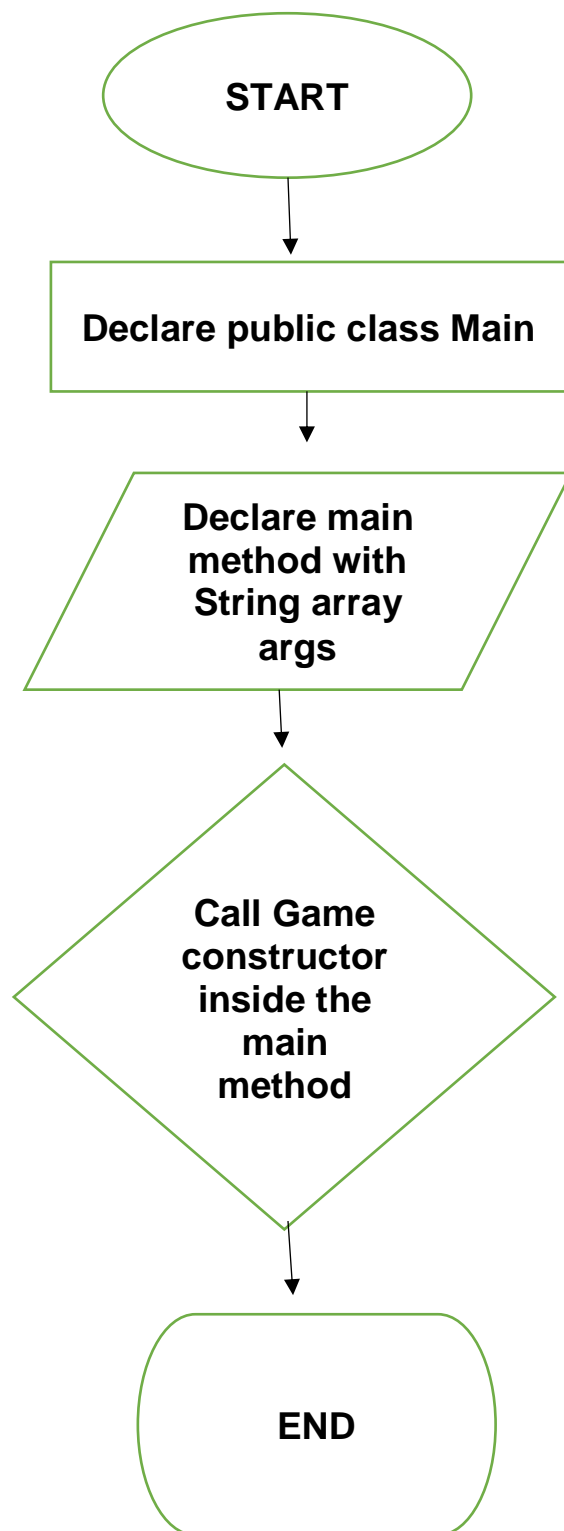 START
Declare public class Main
Declare main
method with
String array
args
Call Game
constructor
inside the
main
method
END